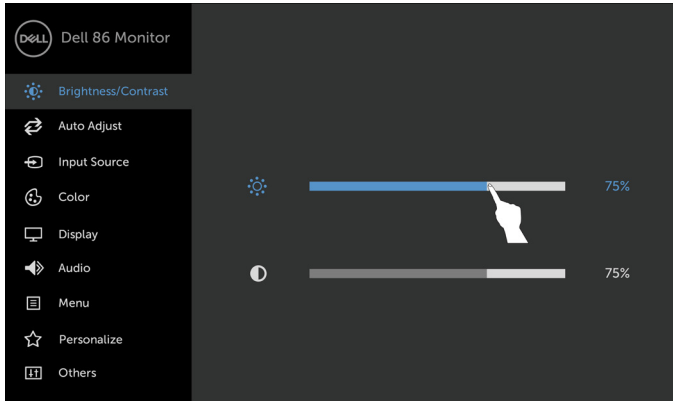 DELL
Dell 86 Monitor
Brightness/Contrast
Auto Adjust
Input Source
Color
Display
Audio
Menu
Personalize
Others
75%
75%